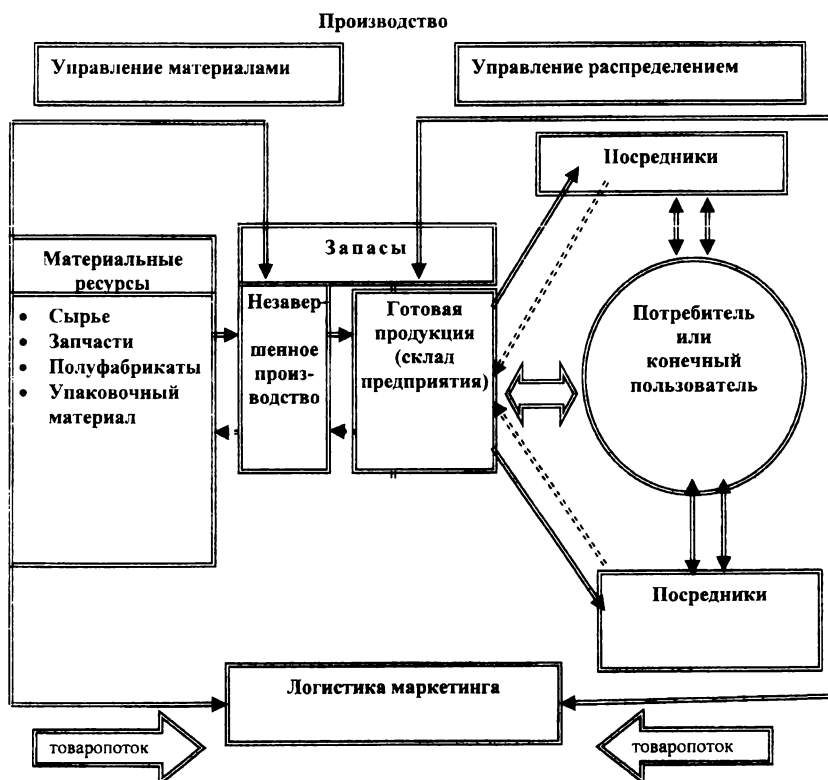 Производство
Управление материалами
Управление распределением
Посредники
Запасы
Материальные
ресурсы
• Сырье
• Запчасти
• Полуфабрикаты
• Упаковочный
материал
Незавер-
шенное
произ-
водство
Готовая
продукция
(склад
предприятия)
Потребитель
или
конечный
пользователь
Посредники
Логистика маркетинга
товаропоток
товаропоток